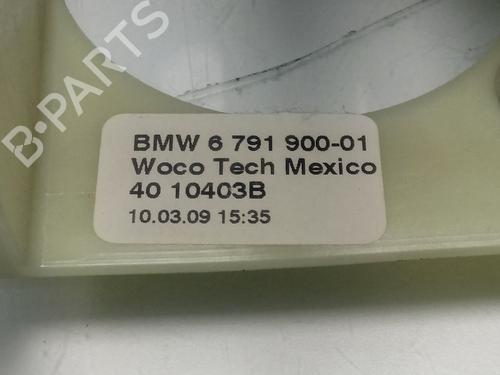 B-PARTS
BMW 6 791 900-01
Woco Tech Mexico
40 10403B
10.03.09 15:35